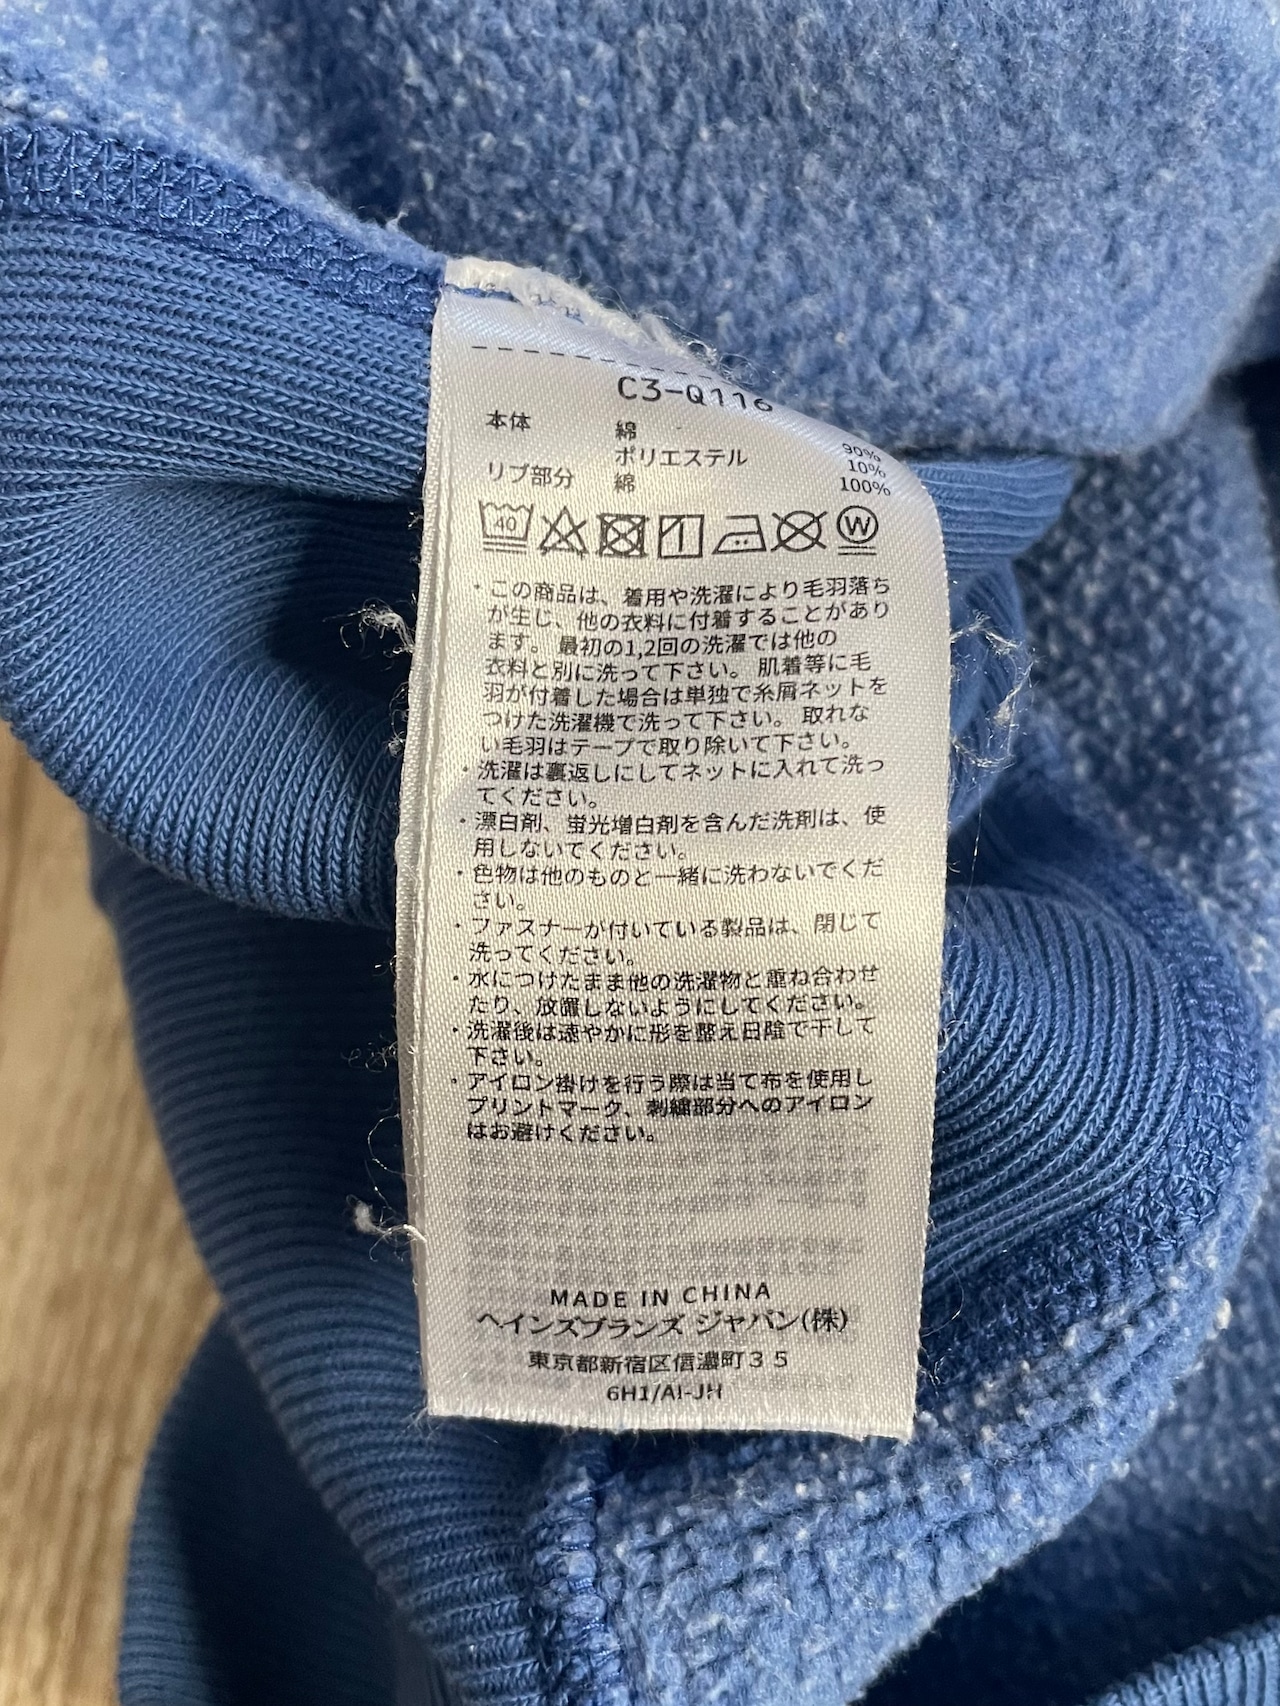 C3-Q116
本体 綿 90%
ポリエステル 10%
リブ部分 綿 100%
40 W
・この商品は、着用や洗濯により毛羽落ち
が生じ、他の衣料に付着することがあり
ます。 最初の1,2回の洗濯では他の
衣料と別に洗って下さい。 肌着等に毛
羽が付着した場合は単独で糸屑ネットを
つけた洗濯機で洗って下さい。 取れな
い毛羽はテープで取り除いて下さい。
・洗濯は裏返しにしてネットに入れて洗っ
てください。
・漂白剤、蛍光増白剤を含んだ洗剤は、使
用しないでください。
・色物は他のものと一緒に洗わないでくだ
さい。
・ファスナーが付いている製品は、閉じて
洗ってください。
・水につけたまま他の洗濯物と重ね合わせ
たり、放置しないようにしてください。
・洗濯後は速やかに形を整え日陰で干して
下さい。
・アイロン掛けを行う際は当て布を使用し
プリントマーク、刺繍部分へのアイロン
はお避けください。
MADE IN CHINA
ヘインズブランズ ジャパン(株)
東京都新宿区信濃町３５
6H1/AI-JH